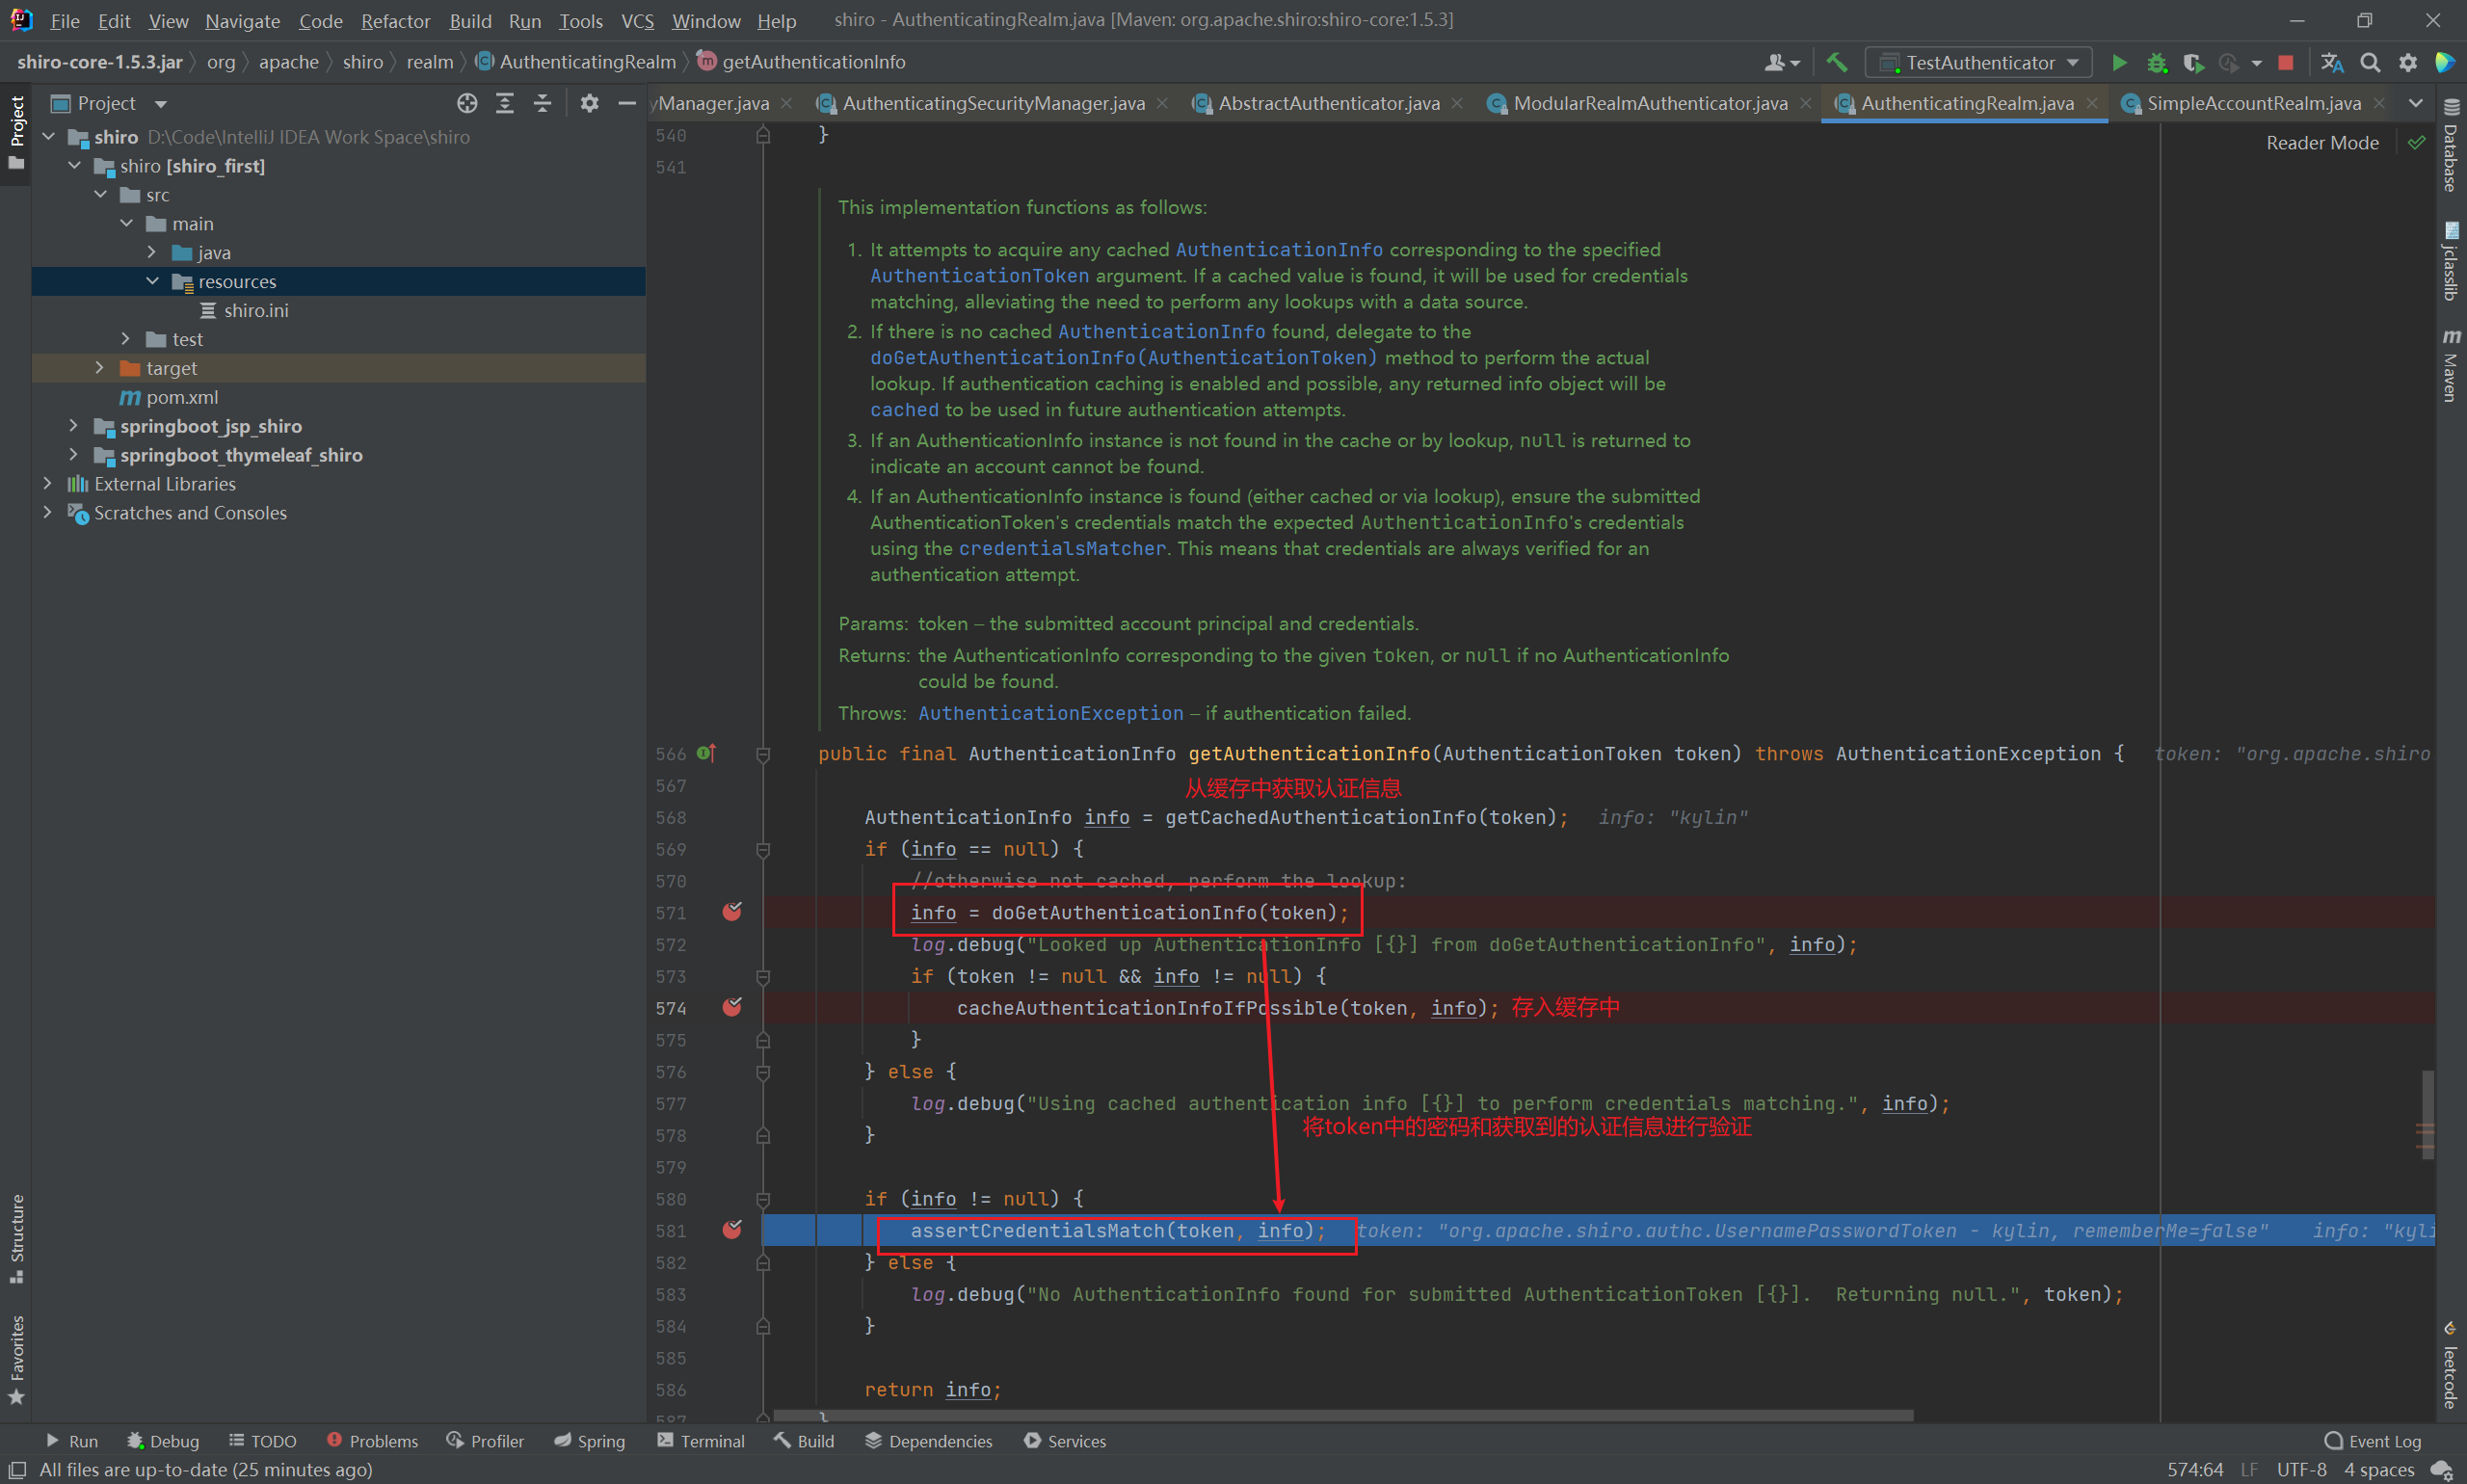 File Edit View Navigate Code Refactor Build Run Tools VCS Window Help shiro - AuthenticatingRealm.java [Maven: org.apache.shiro:shiro-core:1.5.3]
shiro-core-1.5.3.jar org apache shiro realm AuthenticatingRealm getAuthenticationInfo TestAuthenticator
Project
yManager.java AuthenticatingSecurityManager.java AbstractAuthenticator.java ModularRealmAuthenticator.java AuthenticatingRealm.java SimpleAccountRealm.java
Project
shiro D:\Code\IntelliJ IDEA Work Space\shiro
shiro [shiro_first]
src
main
java
resources
shiro.ini
test
target
pom.xml
springboot_jsp_shiro
springboot_thymeleaf_shiro
External Libraries
Scratches and Consoles
Structure
Favorites
Reader Mode
540 }
541
This implementation functions as follows:
1. It attempts to acquire any cached AuthenticationInfo corresponding to the specified
AuthenticationToken argument. If a cached value is found, it will be used for credentials
matching, alleviating the need to perform any lookups with a data source.
2. If there is no cached AuthenticationInfo found, delegate to the
doGetAuthenticationInfo(AuthenticationToken) method to perform the actual
lookup. If authentication caching is enabled and possible, any returned info object will be
cached to be used in future authentication attempts.
3. If an AuthenticationInfo instance is not found in the cache or by lookup, null is returned to
indicate an account cannot be found.
4. If an AuthenticationInfo instance is found (either cached or via lookup), ensure the submitted
AuthenticationToken's credentials match the expected AuthenticationInfo's credentials
using the credentialsMatcher. This means that credentials are always verified for an
authentication attempt.
Params: token – the submitted account principal and credentials.
Returns: the AuthenticationInfo corresponding to the given token, or null if no AuthenticationInfo
could be found.
Throws: AuthenticationException – if authentication failed.
566 public final AuthenticationInfo getAuthenticationInfo(AuthenticationToken token) throws AuthenticationException { token: "org.apache.shiro
567 从缓存中获取认证信息
568 AuthenticationInfo info = getCachedAuthenticationInfo(token); info: "kylin"
569 if (info == null) {
570 //otherwise not cached, perform the lookup:
571 info = doGetAuthenticationInfo(token);
572 log.debug("Looked up AuthenticationInfo [{}] from doGetAuthenticationInfo", info);
573 if (token != null && info != null) {
574 cacheAuthenticationInfoIfPossible(token, info); 存入缓存中
575 }
576 } else {
577 log.debug("Using cached authentication info [{}] to perform credentials matching.", info);
将token中的密码和获取到的认证信息进行验证
578 }
579
580 if (info != null) {
581 assertCredentialsMatch(token, info); token: "org.apache.shiro.authc.UsernamePasswordToken - kylin, rememberMe=false" info: "kyli
582 } else {
583 log.debug("No AuthenticationInfo found for submitted AuthenticationToken [{}].  Returning null.", token);
584 }
585
586 return info;
587 }
Database
jclasslib
Maven
leetcode
Run Debug TODO Problems Profiler Spring Terminal Build Dependencies Services Event Log
All files are up-to-date (25 minutes ago) 574:64 LF UTF-8 4 spaces